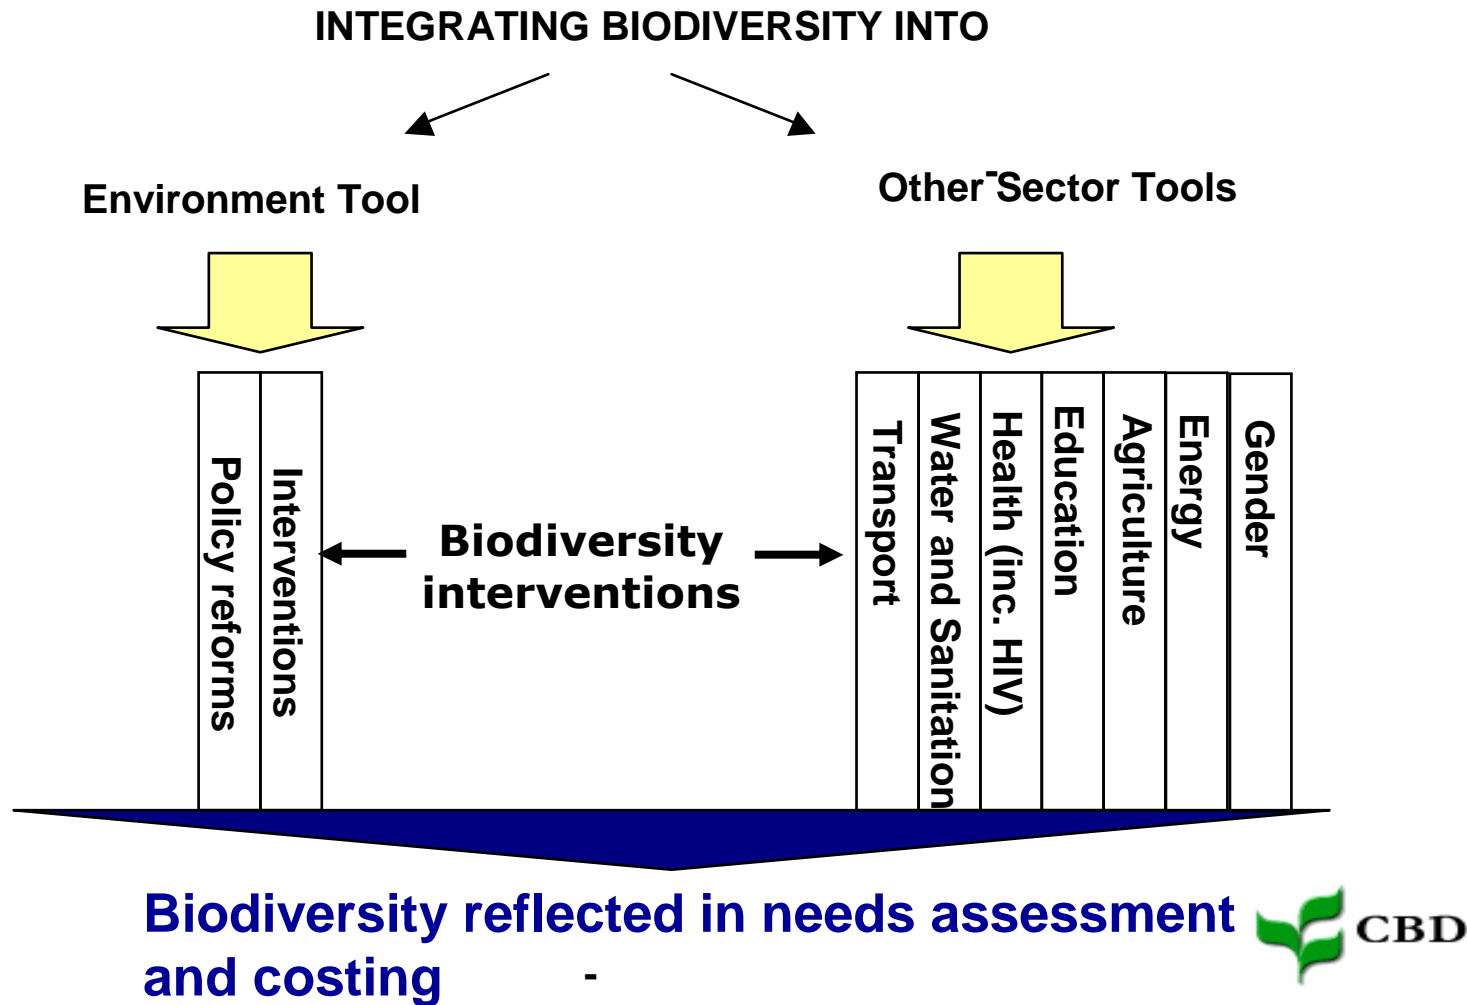 INTEGRATING BIODIVERSITY INTO
Environment Tool
Other-Sector Tools
Policy reforms
Interventions
Biodiversity
interventions
Transport
Water and Sanitation
Health (inc. HIV)
Education
Agriculture
Energy
Gender
Biodiversity reflected in needs assessment
and costing -
CBD